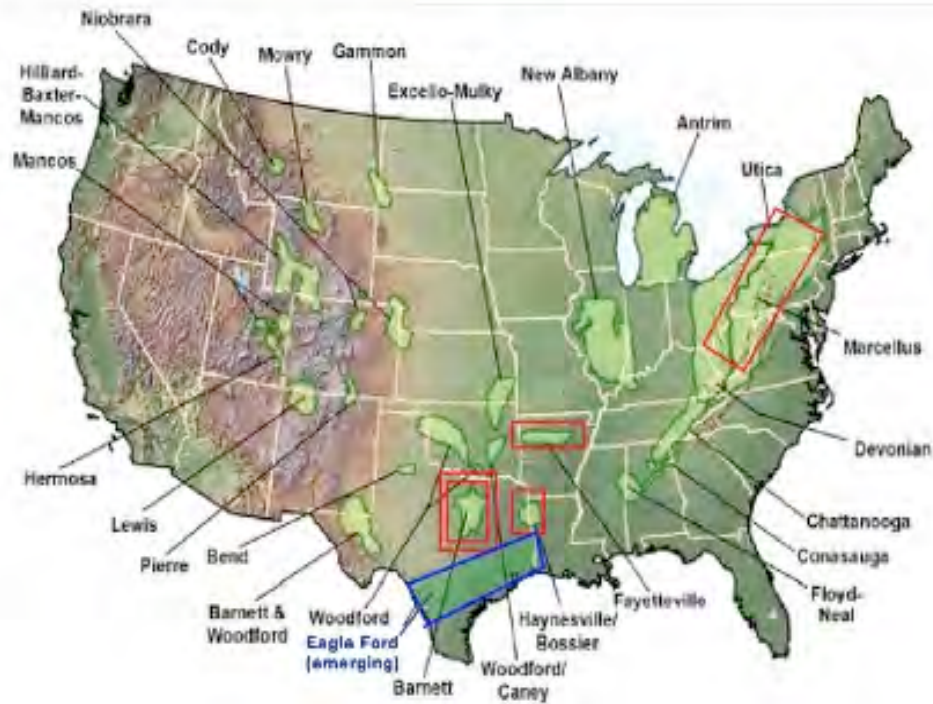 Niobrara
Cody
Mowry
Gammon
Hilliard-
Baxter-
Mancos
Excello-Mulky
New Albany
Antrim
Mancos
Utica
Marcellus
Devonian
Hermosa
Lewis
Pierre
Bend
Chattanooga
Conasauga
Floyd-
Neal
Barnett &
Woodford
Woodford
Eagle Ford
(emerging)
Barnett
Woodford/
Caney
Haynesville/
Bossier
Fayetteville